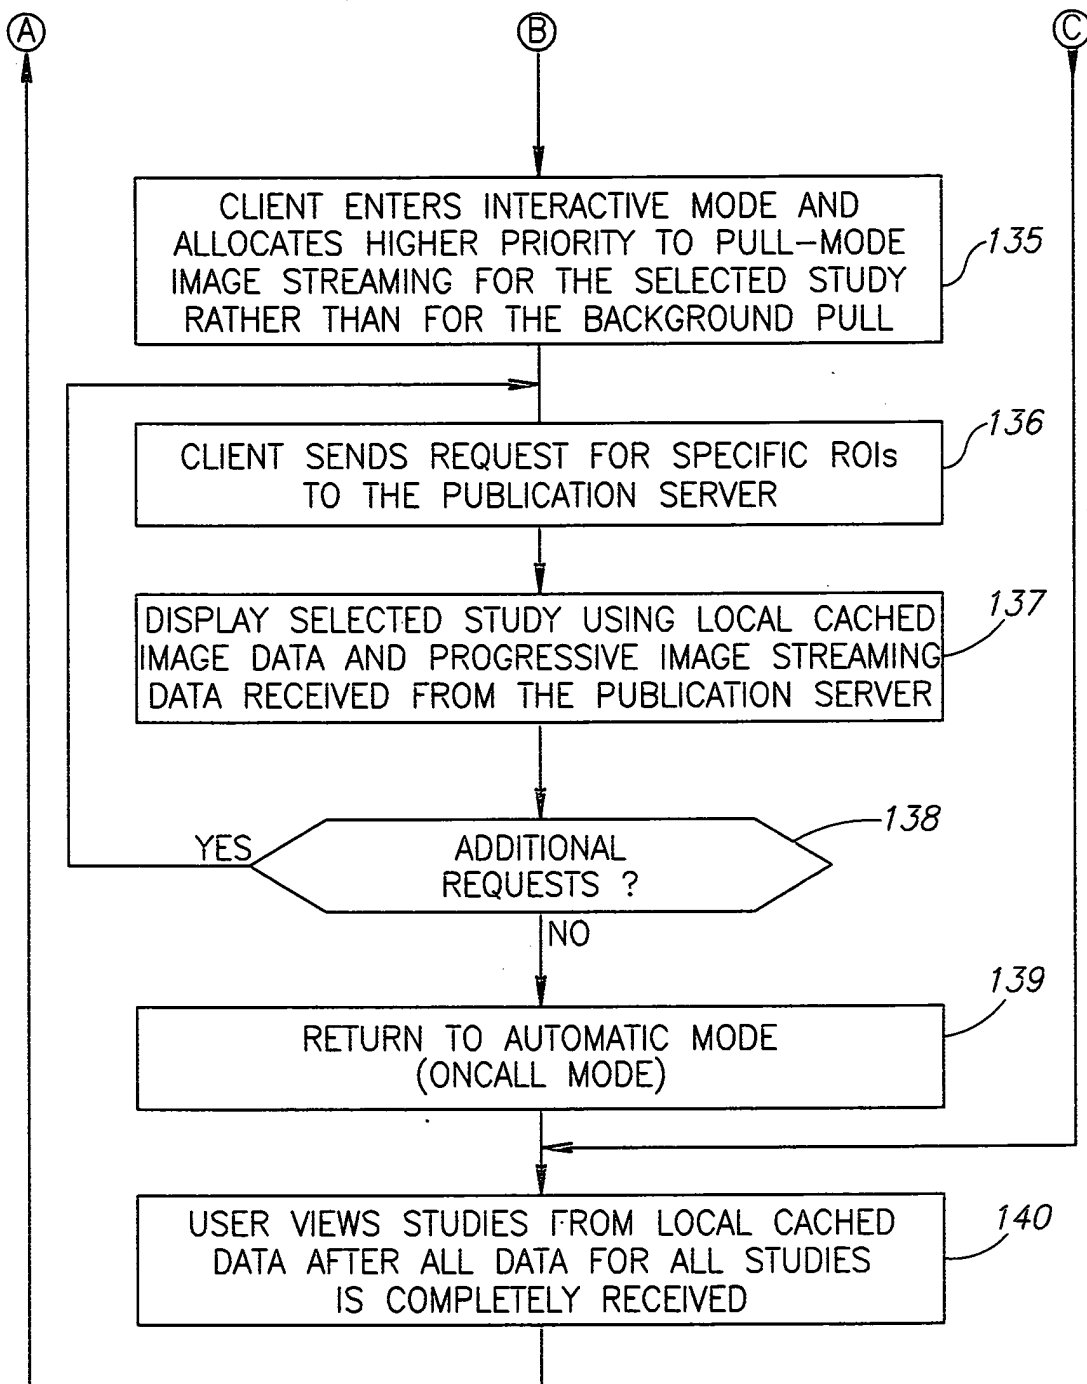 A
B
C
CLIENT ENTERS INTERACTIVE MODE AND
ALLOCATES HIGHER PRIORITY TO PULL-MODE
IMAGE STREAMING FOR THE SELECTED STUDY
RATHER THAN FOR THE BACKGROUND PULL
135
CLIENT SENDS REQUEST FOR SPECIFIC ROIs
TO THE PUBLICATION SERVER
136
DISPLAY SELECTED STUDY USING LOCAL CACHED
IMAGE DATA AND PROGRESSIVE IMAGE STREAMING
DATA RECEIVED FROM THE PUBLICATION SERVER
137
YES
ADDITIONAL
REQUESTS ?
138
NO
RETURN TO AUTOMATIC MODE
(ONCALL MODE)
139
USER VIEWS STUDIES FROM LOCAL CACHED
DATA AFTER ALL DATA FOR ALL STUDIES
IS COMPLETELY RECEIVED
140